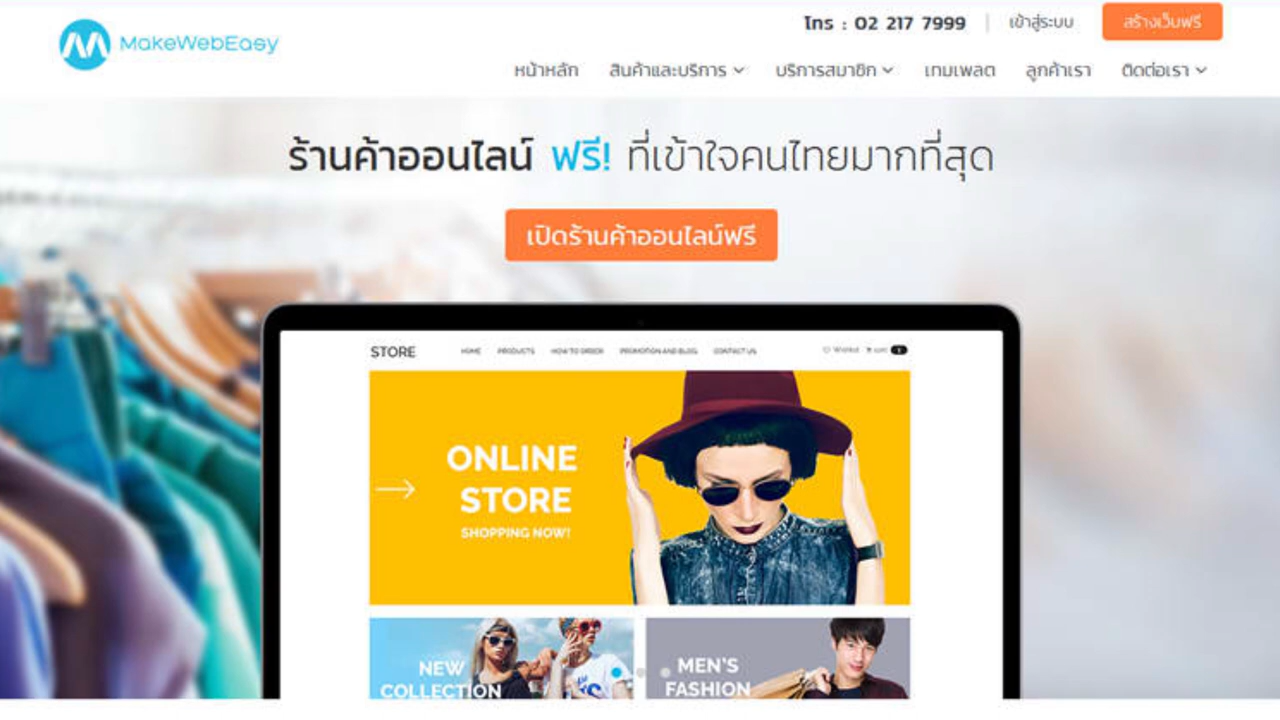 MakeWebEasy
โทร : 02 217 7999
เข้าสู่ระบบ
สร้างเว็บฟรี
หน้าหลัก
สินค้าและบริการ
บริการสมาชิก
เทมเพลต
ลูกค้าเรา
ติดต่อเรา
ร้านค้าออนไลน์ ฟรี! ที่เข้าใจคนไทยมากที่สุด
เปิดร้านค้าออนไลน์ฟรี
STORE
HOME
PRODUCTS
HOW TO ORDER
PROMOTION AND BLOG
CONTACT US
Wishlist
ONLINE
STORE
SHOPPING NOW!
NEW
COLLECTION
MEN'S
FASHION